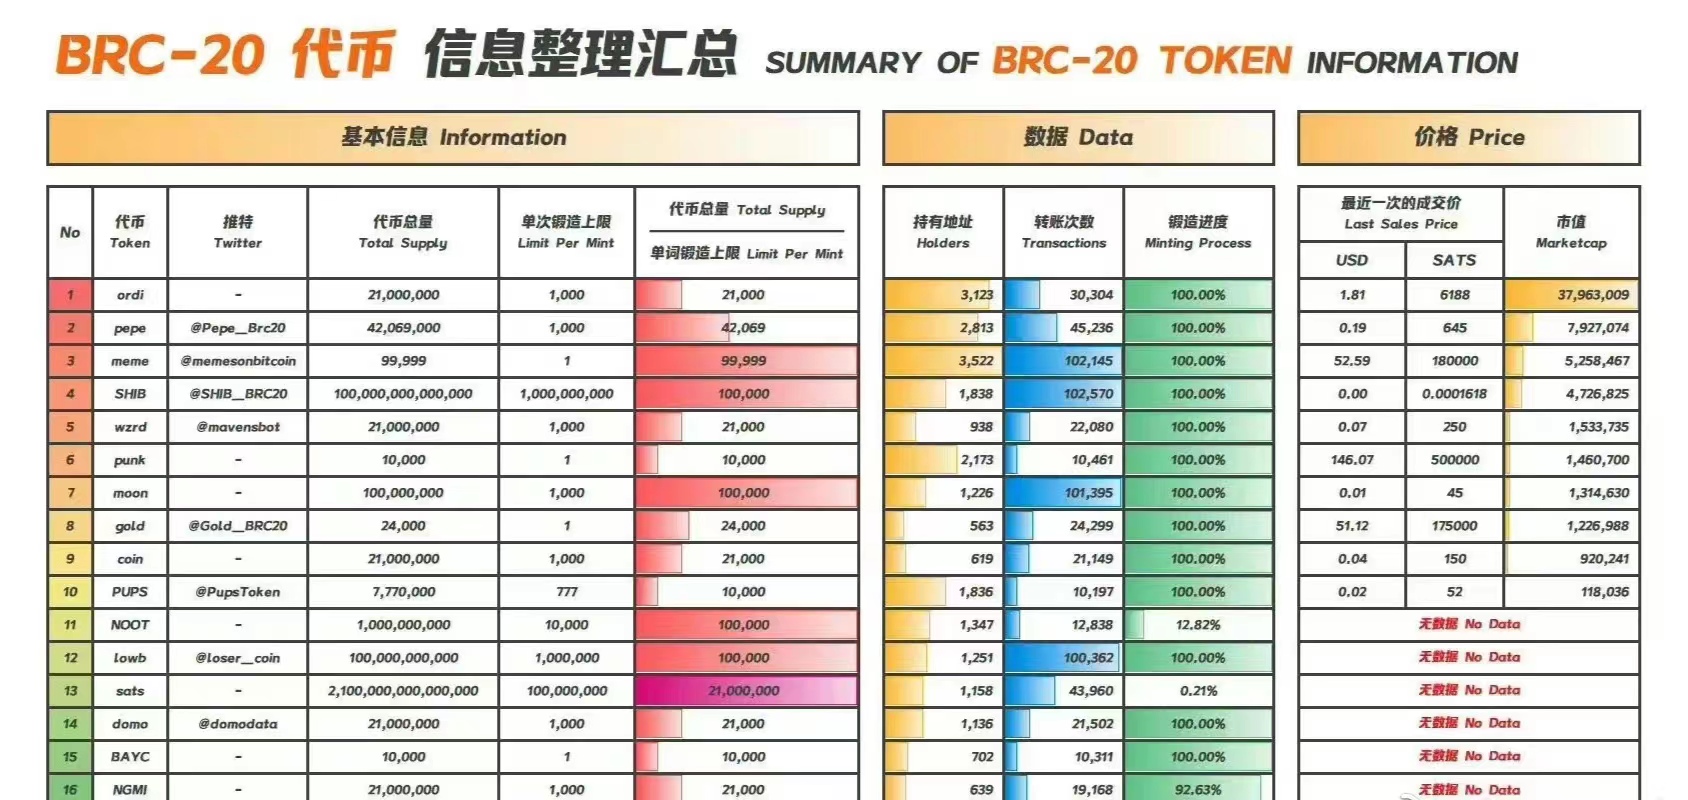 BRC-20 代币 信息整理汇总 SUMMARY OF BRC-20 TOKEN INFORMATION
基本信息 Information 数据 Data 价格 Price
No 代币 Token 推特 Twitter 代币总量 Total Supply 单次锻造上限 Limit Per Mint 代币总量 Total Supply 单词锻造上限 Limit Per Mint 持有地址 Holders 转账次数 Transactions 锻造进度 Minting Process 最近一次的成交价 Last Sales Price USD SATS 市值 Marketcap
1 ordi - 21,000,000 1,000 21,000 3,123 30,304 100.00% 1.81 6188 37,963,009
2 pepe @Pepe_Brc20 42,069,000 1,000 42,069 2,813 45,236 100.00% 0.19 645 7,927,074
3 meme @memesonbitcoin 99,999 1 99,999 3,522 102,145 100.00% 52.59 180000 5,258,467
4 SHIB @SHIB_BRC20 100,000,000,000,000 1,000,000,000 100,000 1,838 102,570 100.00% 0.00 0.0001618 4,726,825
5 wzrd @mavensbot 21,000,000 1,000 21,000 938 22,080 100.00% 0.07 250 1,533,735
6 punk - 10,000 1 10,000 2,173 10,461 100.00% 146.07 500000 1,460,700
7 moon - 100,000,000 1,000 100,000 1,226 101,395 100.00% 0.01 45 1,314,630
8 gold @Gold_BRC20 24,000 1 24,000 563 24,299 100.00% 51.12 175000 1,226,988
9 coin - 21,000,000 1,000 21,000 619 21,149 100.00% 0.04 150 920,241
10 PUPS @PupsToken 7,770,000 777 10,000 1,836 10,197 100.00% 0.02 52 118,036
11 NOOT - 1,000,000,000 10,000 100,000 1,347 12,838 12.82% 无数据 No Data
12 lowb @loser_coin 100,000,000,000 1,000,000 100,000 1,251 100,362 100.00% 无数据 No Data
13 sats - 2,100,000,000,000,000 100,000,000 21,000,000 1,158 43,960 0.21% 无数据 No Data
14 domo @domodata 21,000,000 1,000 21,000 1,136 21,502 100.00% 无数据 No Data
15 BAYC - 10,000 1 10,000 702 10,311 100.00% 无数据 No Data
16 NGMI - 21,000,000 1,000 21,000 639 19,168 92.63% 无数据 No Data